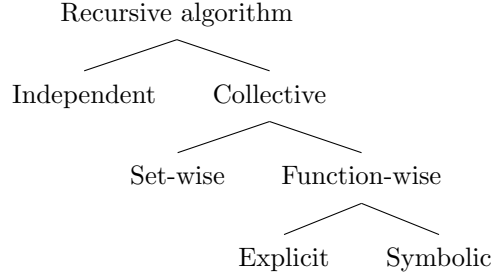 Recursive algorithm
Independent Collective
Set-wise Function-wise
Explicit Symbolic